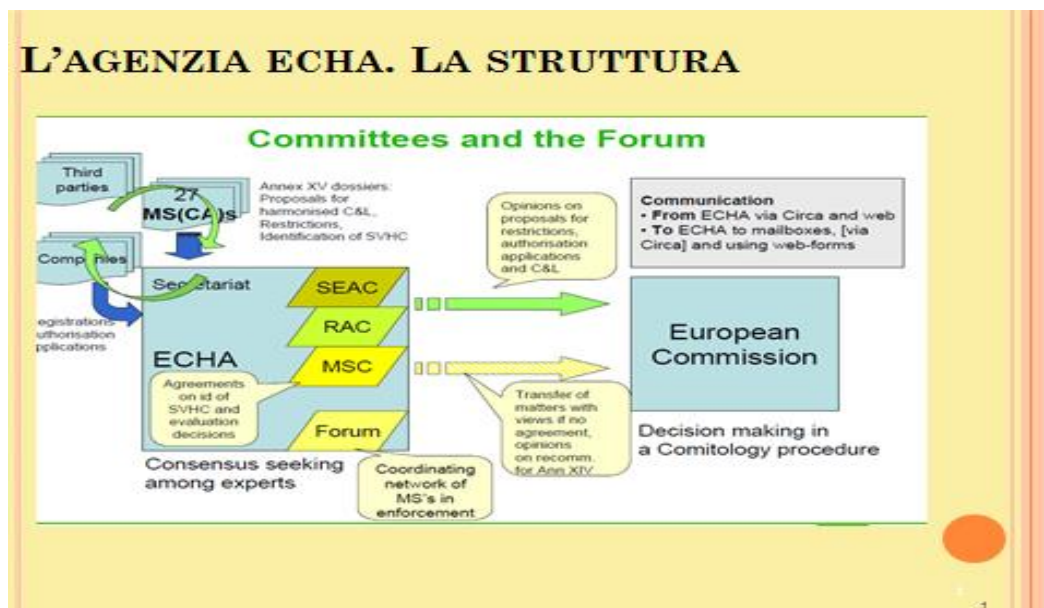 L'AGENZIA ECHA. LA STRUTTURA
Committees and the Forum
Third
parties
27
MS(CA)s
Annex XV dossiers:
Proposals for
harmonised C&L,
Restrictions,
Identification of SVHC
Companies
egistrations
uthorisation
pplications
Secretariat
ECHA
SEAC
RAC
MSC
Forum
Agreements
on id of
SVHC and
evaluation
decisions
Consensus seeking
among experts
Coordinating
network of
MS's in
enforcement
Opinions on
proposals for
restrictions,
authorisation
applications
and C&L
Transfer of
matters with
views if no
agreement,
opinions
on recomm.
for Ann XIV
Communication
• From ECHA via Circa and web
• To ECHA to mailboxes, [via
Circa] and using web-forms
European
Commission
Decision making in
a Comitology procedure
1